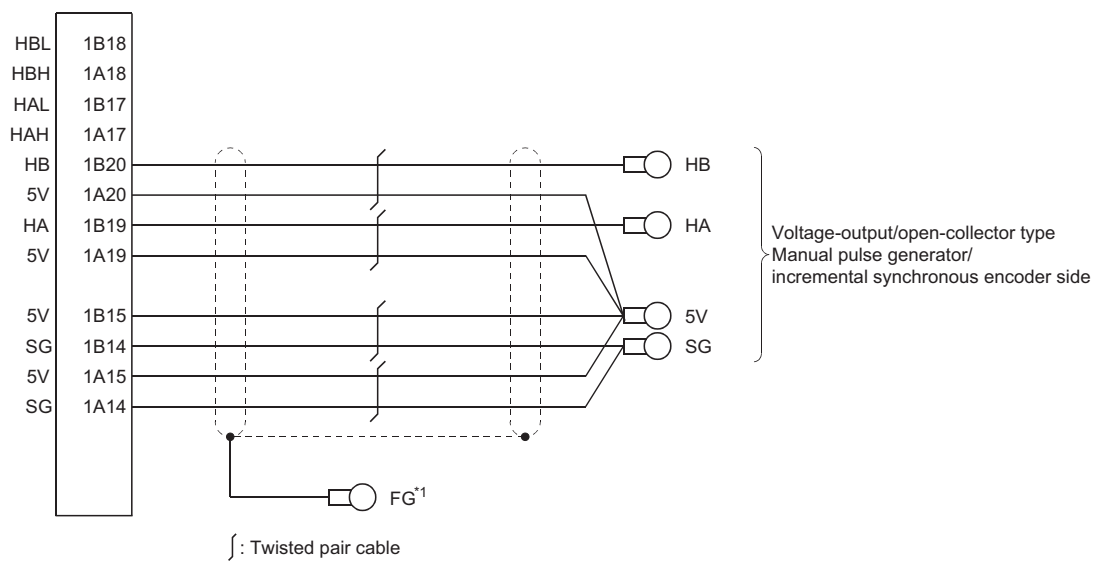 HBL 1B18
HBH 1A18
HAL 1B17
HAH 1A17
HB 1B20 HB
5V 1A20
HA 1B19 HA
5V 1A19
Voltage-output/open-collector type
Manual pulse generator/
incremental synchronous encoder side
5V 1B15 5V
SG 1B14 SG
5V 1A15
SG 1A14
FG*1
∫ : Twisted pair cable